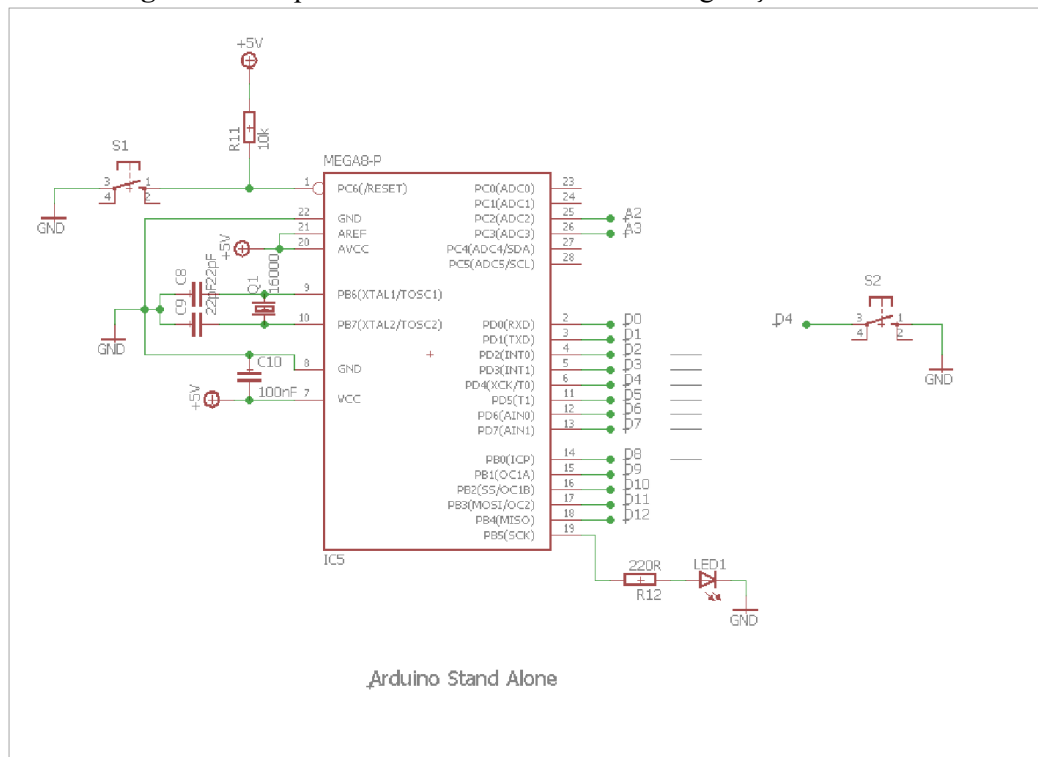 +5V
R11
10k
S1
3
1
4
2
GND
MEGA8-P
1
PC6(/RESET)
22
GND
21
AREF
20
AVCC
+5V
C8
22pF
C9
22pF
Q1
16000
9
PB6(XTAL1/TOSC1)
10
PB7(XTAL2/TOSC2)
GND
8
GND
C10
100nF
+5V
7
VCC
PC0(ADC0) 23
PC1(ADC1) 24
PC2(ADC2) 25 A2
PC3(ADC3) 26 A3
PC4(ADC4/SDA) 27
PC5(ADC5/SCL) 28
PD0(RXD) 2 D0
PD1(TXD) 3 D1
PD2(INT0) 4 D2
PD3(INT1) 5 D3
PD4(XCK/T0) 6 D4
PD5(T1) 11 D5
PD6(AIN0) 12 D6
PD7(AIN1) 13 D7
PB0(ICP) 14 D8
PB1(OC1A) 15 D9
PB2(SS/OC1B) 16 D10
PB3(MOSI/OC2) 17 D11
PB4(MISO) 18 D12
PB5(SCK) 19
IC5
220R
R12
LED1
GND
S2
D4
3
1
4
2
GND
Arduino Stand Alone